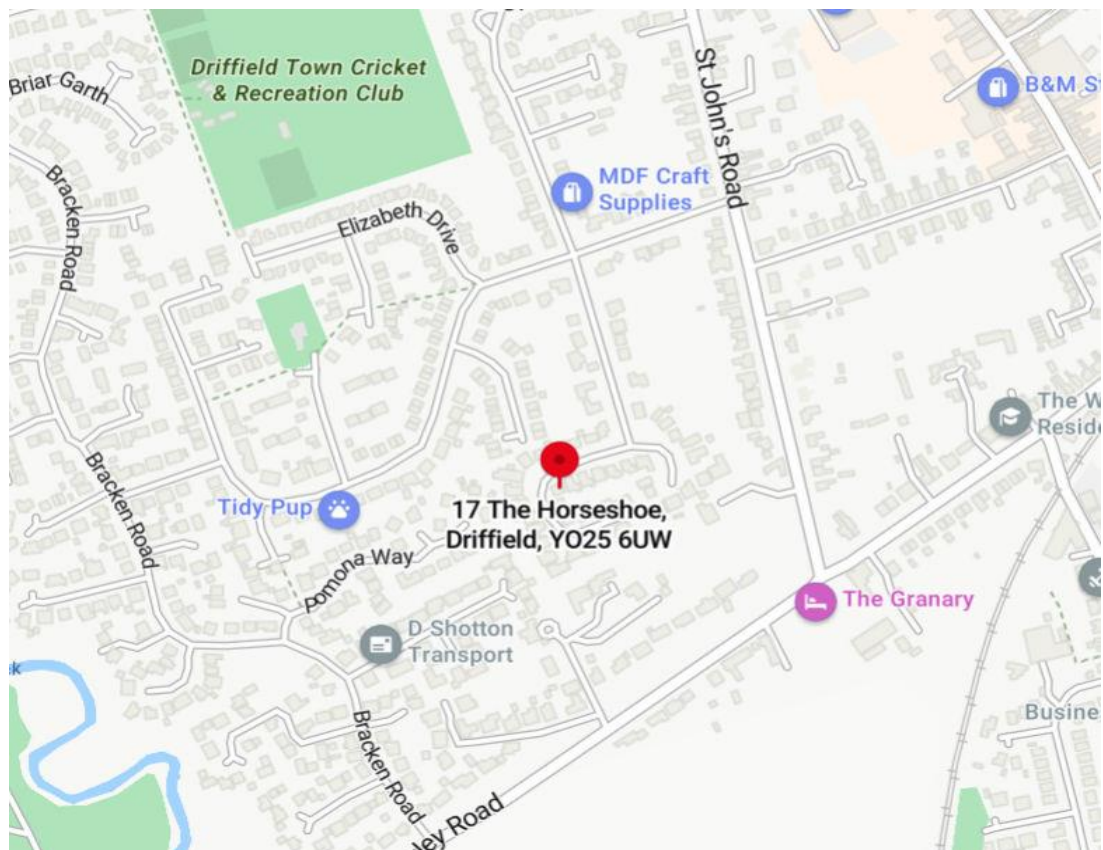 Driffield Town Cricket
& Recreation Club
Briar Garth
Bracken Road
Elizabeth Drive
St John's Road
B&M St
MDF Craft
Supplies
The W
Reside
Bracken Road
Tidy Pup
17 The Horseshoe,
Driffield, YO25 6UW
Pomona Way
The Granary
D Shotton
Transport
Busine
Bracken Road
ley Road